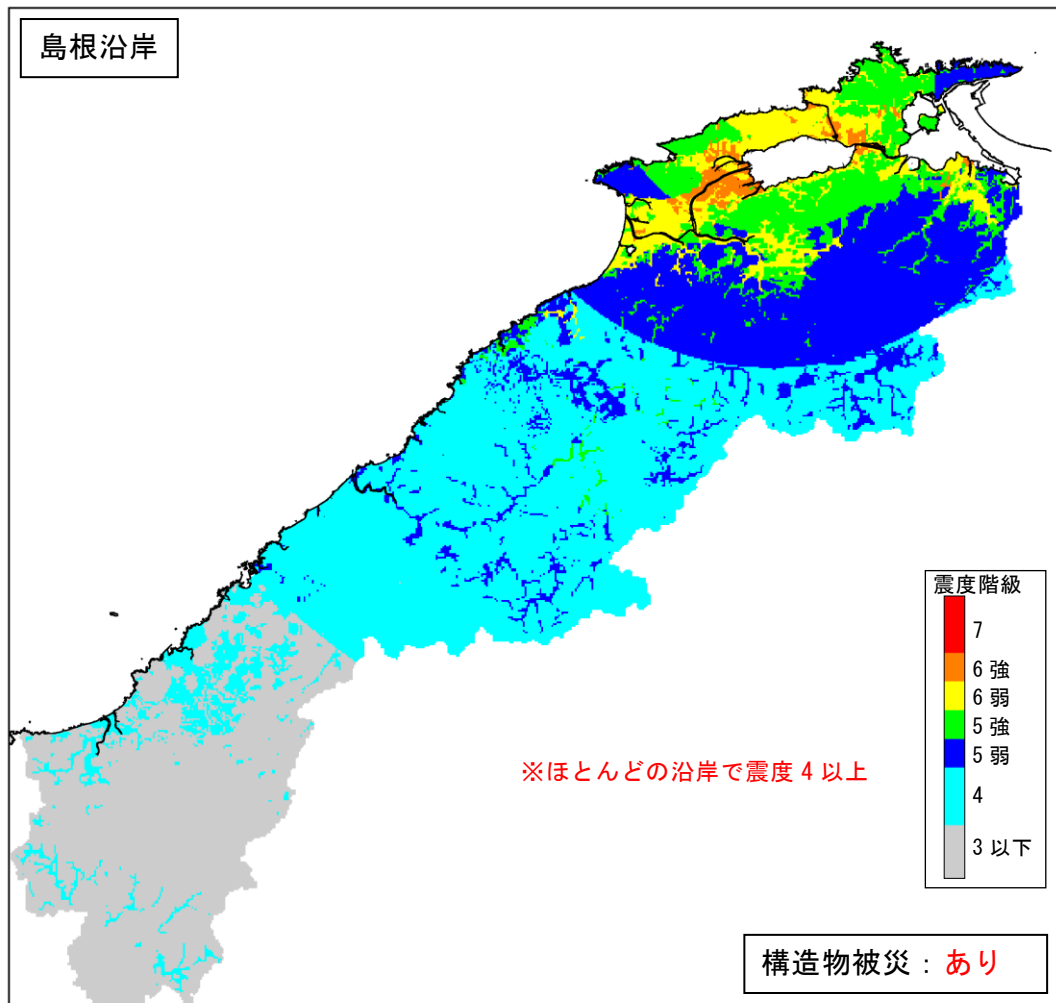 島根沿岸
震度階級
7
6 強
6 弱
5 強
5 弱
4
3 以下
※ほとんどの沿岸で震度 4 以上
構造物被災：あり